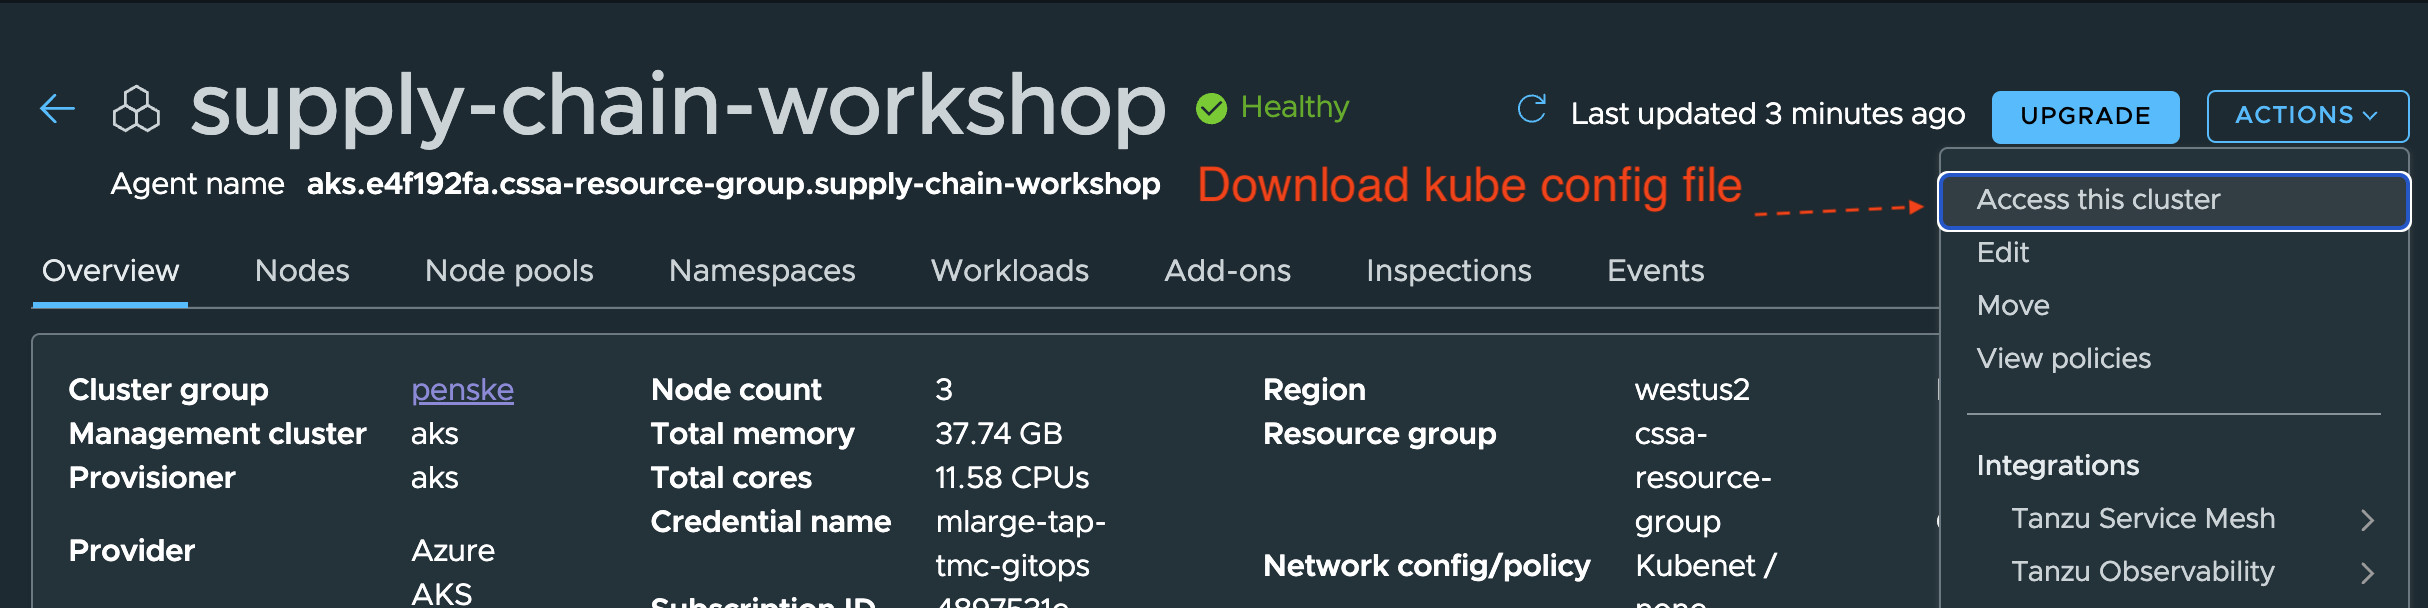 supply-chain-workshop
Healthy
Last updated 3 minutes ago
UPGRADE
ACTIONS
Agent name aks.e4f192fa.cssa-resource-group.supply-chain-workshop
Download kube config file
Access this cluster
Edit
Move
View policies
Integrations
Tanzu Service Mesh
Tanzu Observability
Overview
Nodes
Node pools
Namespaces
Workloads
Add-ons
Inspections
Events
Cluster group penske
Management cluster aks
Provisioner aks
Provider Azure
AKS
Node count 3
Total memory 37.74 GB
Total cores 11.58 CPUs
Credential name mlarge-tap-
tmc-gitops
Subscription ID
Region westus2
Resource group cssa-
resource-
group
Network config/policy Kubenet /
none